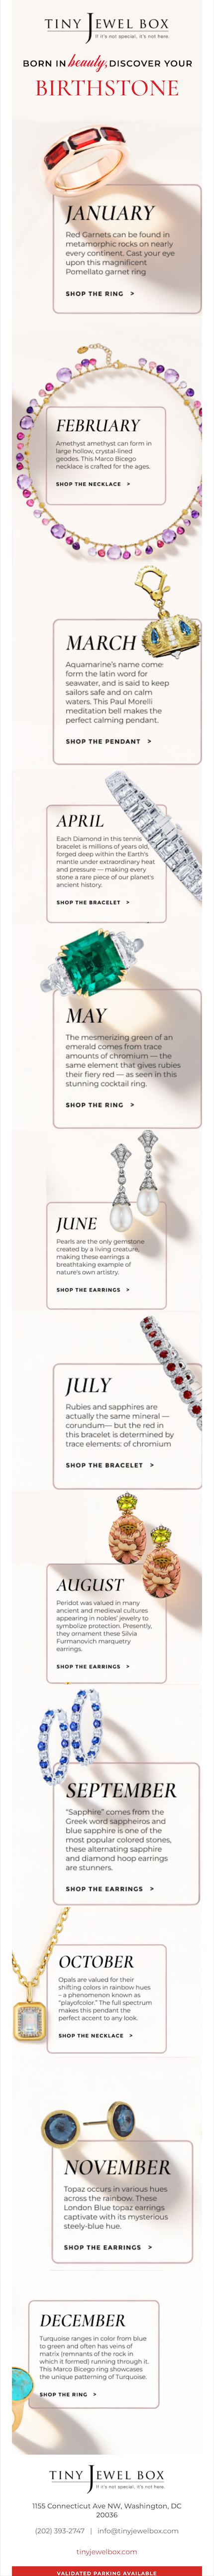 TINY JEWEL BOX
If it's not special, it's not here.
BORN IN beauty, DISCOVER YOUR
BIRTHSTONE
JANUARY
Red Garnets can be found in
metamorphic rocks on nearly
every continent. Cast your eye
upon this magnificent
Pomellato garnet ring
SHOP THE RING >
FEBRUARY
Amethyst amethyst can form in
large hollow, crystal-lined
geodes. This Marco Bicego
necklace is crafted for the ages.
SHOP THE NECKLACE >
MARCH
Aquamarine's name come
form the latin word for
seawater, and is said to keep
sailors safe and on calm
waters. This Paul Morelli
meditation bell makes the
perfect calming pendant.
SHOP THE PENDANT >
APRIL
Each Diamond in this tennis
bracelet is millions of years old,
forged deep within the Earth's
mantle under extraordinary heat
and pressure — making every
stone a rare piece of our planet's
ancient history.
SHOP THE BRACELET >
MAY
The mesmerizing green of an
emerald comes from trace
amounts of chromium — the
same element that gives rubies
their fiery red — as seen in this
stunning cocktail ring.
SHOP THE RING >
JUNE
Pearls are the only gemstone
created by a living creature,
making these earrings a
breathtaking example of
nature's own artistry.
SHOP THE EARRINGS >
JULY
Rubies and sapphires are
actually the same mineral —
corundum— but the red in
this bracelet is determined by
trace elements: of chromium
SHOP THE BRACELET >
AUGUST
Peridot was valued in many
ancient and medieval cultures
appearing in nobles' jewelry to
symbolize protection. Presently,
they ornament these Silvia
Furmanovich marquetry
earrings.
SHOP THE EARRINGS >
SEPTEMBER
"Sapphire" comes from the
Greek word sappheiros and
blue sapphire is one of the
most popular colored stones,
these alternating sapphire
and diamond hoop earrings
are stunners.
SHOP THE EARRINGS >
OCTOBER
Opals are valued for their
shifting colors in rainbow hues
– a phenomenon known as
"playofcolor." The full spectrum
makes this pendant the
perfect accent to any look.
SHOP THE NECKLACE >
NOVEMBER
Topaz occurs in various hues
across the rainbow. These
London Blue topaz earrings
captivate with its mysterious
steely-blue hue.
SHOP THE EARRINGS >
DECEMBER
Turquoise ranges in color from blue
to green and often has veins of
matrix (remnants of the rock in
which it formed) running through it.
This Marco Bicego ring showcases
the unique patterning of Turquoise.
SHOP THE RING >
TINY JEWEL BOX
If it's not special, it's not here.
1155 Connecticut Ave NW, Washington, DC
20036
(202) 393-2747 | info@tinyjewelbox.com
tinyjewelbox.com
VALIDATED PARKING AVAILABLE